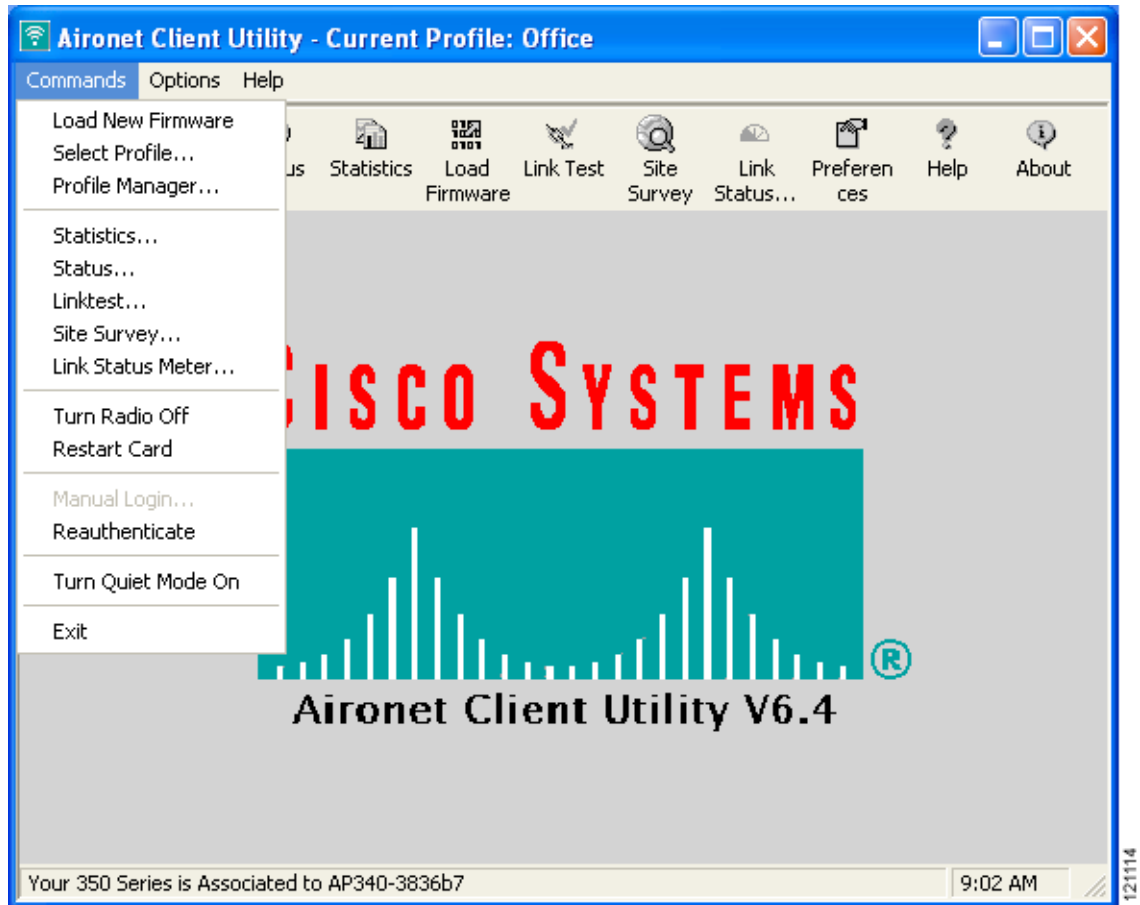 Aironet Client Utility - Current Profile: Office
Commands Options Help
Load New Firmware
Select Profile...
Profile Manager...
Statistics...
Status...
Linktest...
Site Survey...
Link Status Meter...
Turn Radio Off
Restart Card
Manual Login...
Reauthenticate
Turn Quiet Mode On
Exit
us Statistics Load Link Test Site Link Preferen Help About
Firmware Survey Status... ces
CISCO SYSTEMS
®
Aironet Client Utility V6.4
Your 350 Series is Associated to AP340-3836b7 9:02 AM
121114